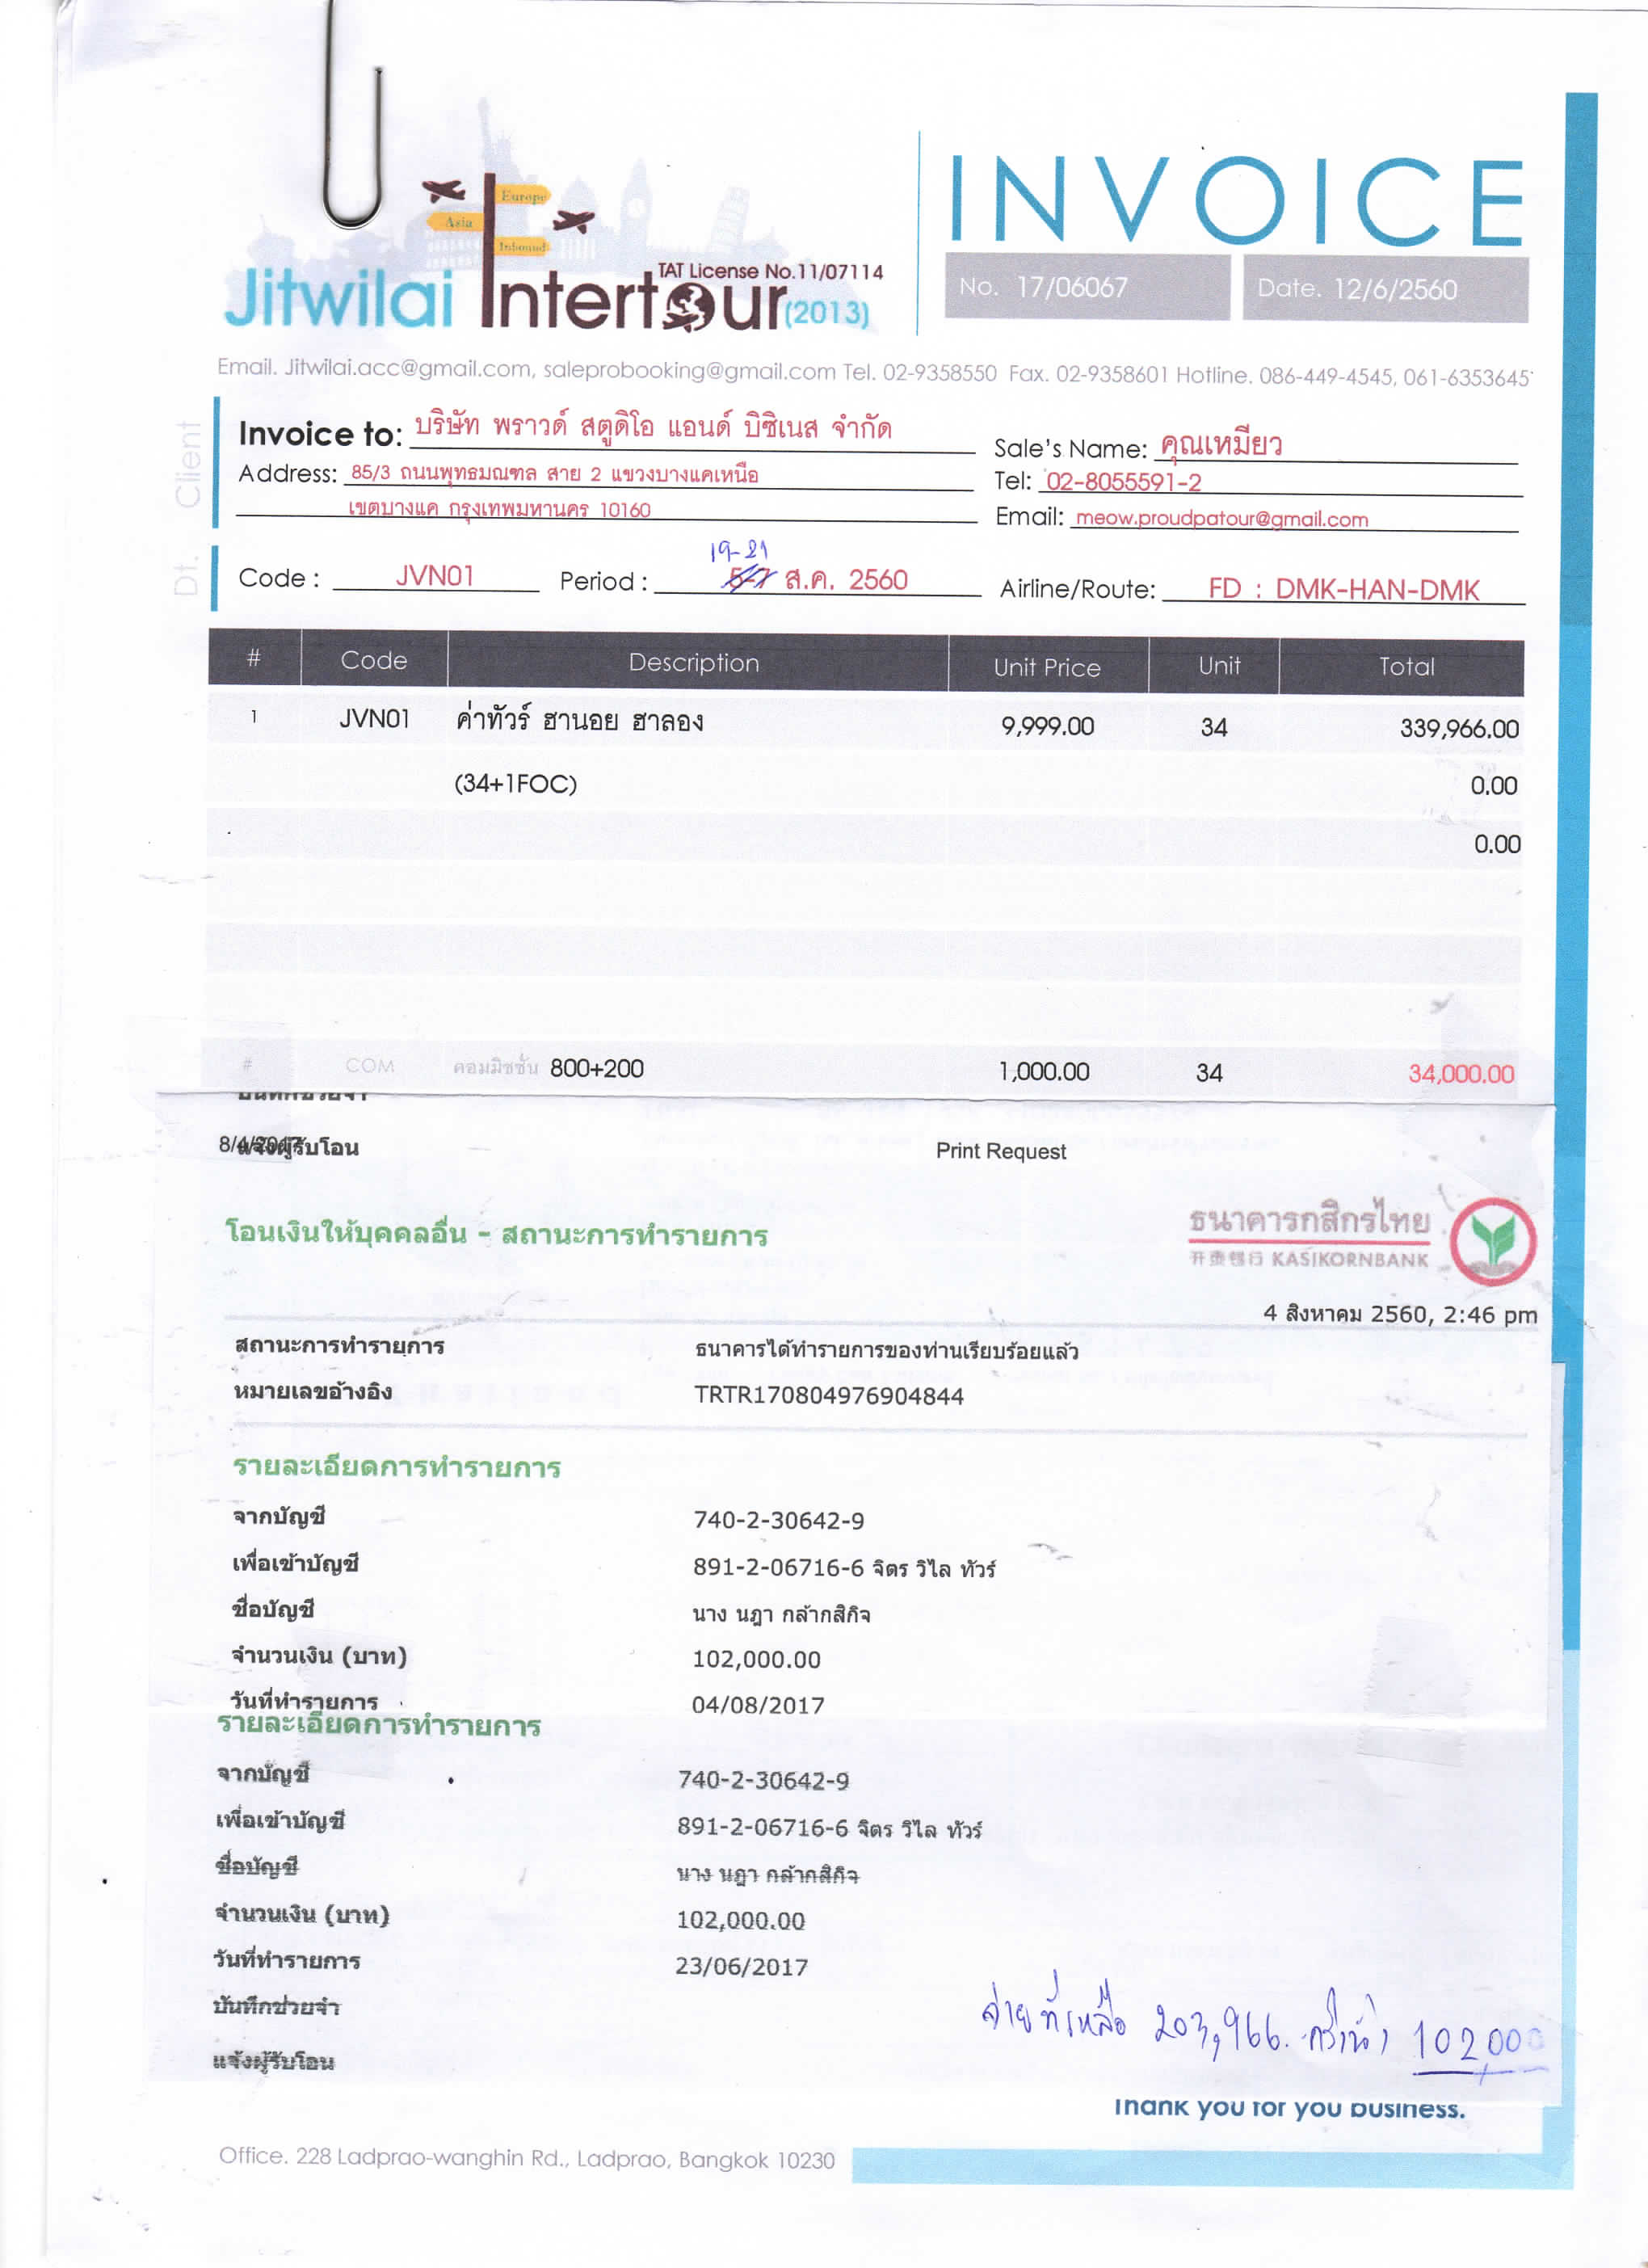 Europe
Asia
Inbound
TAT License No.11/07114
Jitwilai Intertour(2013)
INVOICE
No. 17/06067
Date. 12/6/2560
Email. Jitwilai.acc@gmail.com, saleprobooking@gmail.com Tel. 02-9358550 Fax. 02-9358601 Hotline. 086-449-4545, 061-6353645
Dt. Client
Invoice to: บริษัท พราวด์ สตูดิโอ แอนด์ บิซิเนส จำกัด
Sale's Name: คุณเหมียว
Address: 85/3 ถนนพุทธมณฑล สาย 2 แขวงบางแคเหนือ
Tel: 02-8055591-2
เขตบางแค กรุงเทพมหานคร 10160
Email: meow.proudpatour@gmail.com
19-21
Code : JVN01 Period : 5-7 ส.ค. 2560 Airline/Route: FD : DMK-HAN-DMK
# Code Description Unit Price Unit Total
1 JVN01 ค่าทัวร์ ฮานอย ฮาลอง 9,999.00 34 339,966.00
(34+1FOC) 0.00
0.00
# COM คอมมิชชั่น 800+200 1,000.00 34 34,000.00
บันทึกช่วยจำ
8/4/2017 แจ้งผู้รับโอน Print Request
ธนาคารกสิกรไทย
开泰银行 KASIKORNBANK
โอนเงินให้บุคคลอื่น - สถานะการทำรายการ
4 สิงหาคม 2560, 2:46 pm
สถานะการทำรายการ ธนาคารได้ทำรายการของท่านเรียบร้อยแล้ว
หมายเลขอ้างอิง TRTR170804976904844
รายละเอียดการทำรายการ
จากบัญชี 740-2-30642-9
เพื่อเข้าบัญชี 891-2-06716-6 จิตร วิไล ทัวร์
ชื่อบัญชี นาง นฎา กล้ากสิกิจ
จำนวนเงิน (บาท) 102,000.00
วันที่ทำรายการ 04/08/2017
รายละเอียดการทำรายการ
จากบัญชี 740-2-30642-9
เพื่อเข้าบัญชี 891-2-06716-6 จิตร วิไล ทัวร์
ชื่อบัญชี นาง นฎา กล้ากสิกิจ
จำนวนเงิน (บาท) 102,000.00
วันที่ทำรายการ 23/06/2017
บันทึกช่วยจำ
จ่ายที่เหลือ 203,966. 102,000
แจ้งผู้รับโอน
Thank you for you business.
Office. 228 Ladprao-wanghin Rd., Ladprao, Bangkok 10230